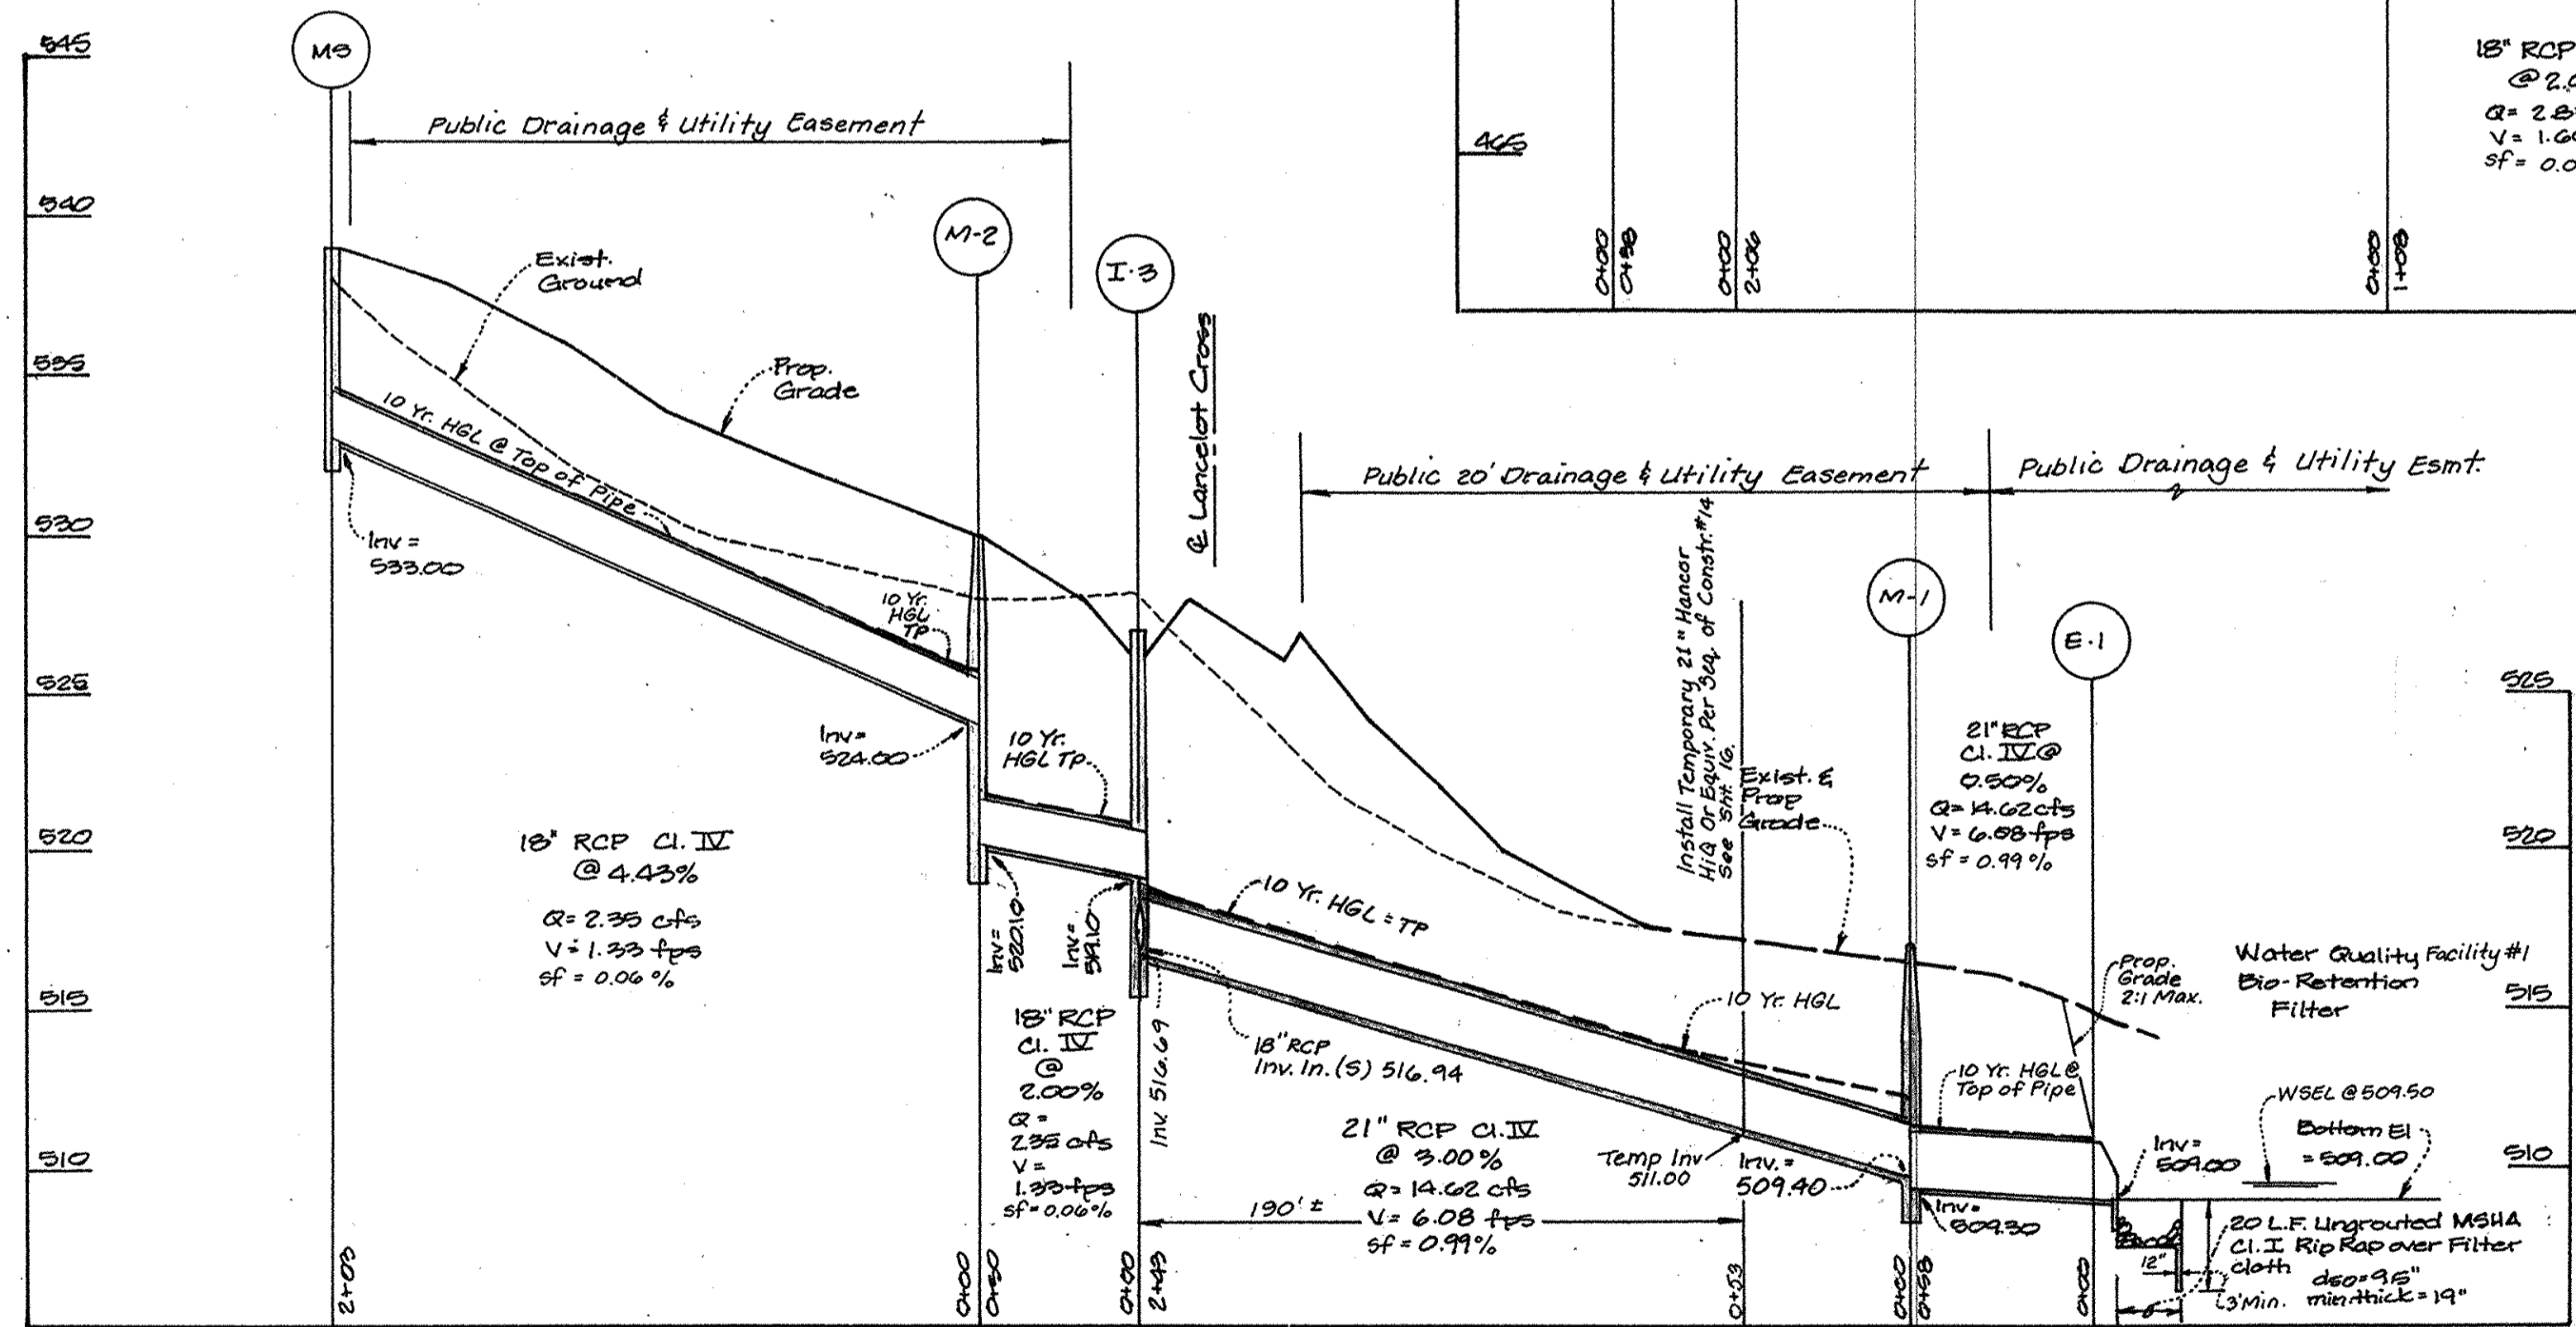 545
540
535
530
525
520
515
510
MS
Public Drainage & Utility Easement
Exist.
Ground
Prop.
Grade
10 Yr. HGL @ Top of Pipe
Inv =
533.00
10 Yr.
HGL
TP
Inv=
524.00
18" RCP Cl. IV
@ 4.43%
Q= 2.35 cfs
V= 1.33 fps
sf = 0.06 %
2+03
M-2
I-3
℄ Lancelot Cross
10 Yr.
HGL TP
Inv=
520.10
Inv=
519.10
18" RCP
Cl. IV
@
2.00%
Q =
2.35 cfs
V =
1.33 fps
sf = 0.06%
0+00
0+50
Inv. 516.69
18" RCP
Inv. In. (S) 516.94
0+00
2+43
10 Yr. HGL = TP
21" RCP Cl. IV
@ 3.00%
Q= 14.62 cfs
V= 6.08 fps
sf = 0.99%
190' ±
Public 20' Drainage & Utility Easement
Public Drainage & Utility Esmt.
Install Temporary 21" Hancor
HiQ Or Equiv. Per Seq. of Constr. #14
See Sht. 16.
Exist. &
Prop
Grade
10 Yr. HGL
Temp Inv
511.00
Inv. =
509.40
0+53
M-1
21" RCP
Cl. IV @
0.50%
Q= 14.62 cfs
V= 6.08 fps
sf = 0.99 %
Inv=
509.30
0+00
0+58
E-1
10 Yr. HGL @
Top of Pipe
Prop.
Grade
2:1 Max.
0+00
Water Quality Facility #1
Bio-Retention
Filter
WSEL @ 509.50
Bottom El
= 509.00
Inv=
509.00
20 L.F. Ungrouted MSHA
Cl. I Rip Rap over Filter
cloth
d50=9.5"
min. thick = 19"
12"
3' Min.
525
520
515
510
465
0+00
0+00
2+06
0+00
1+08
18" RCP